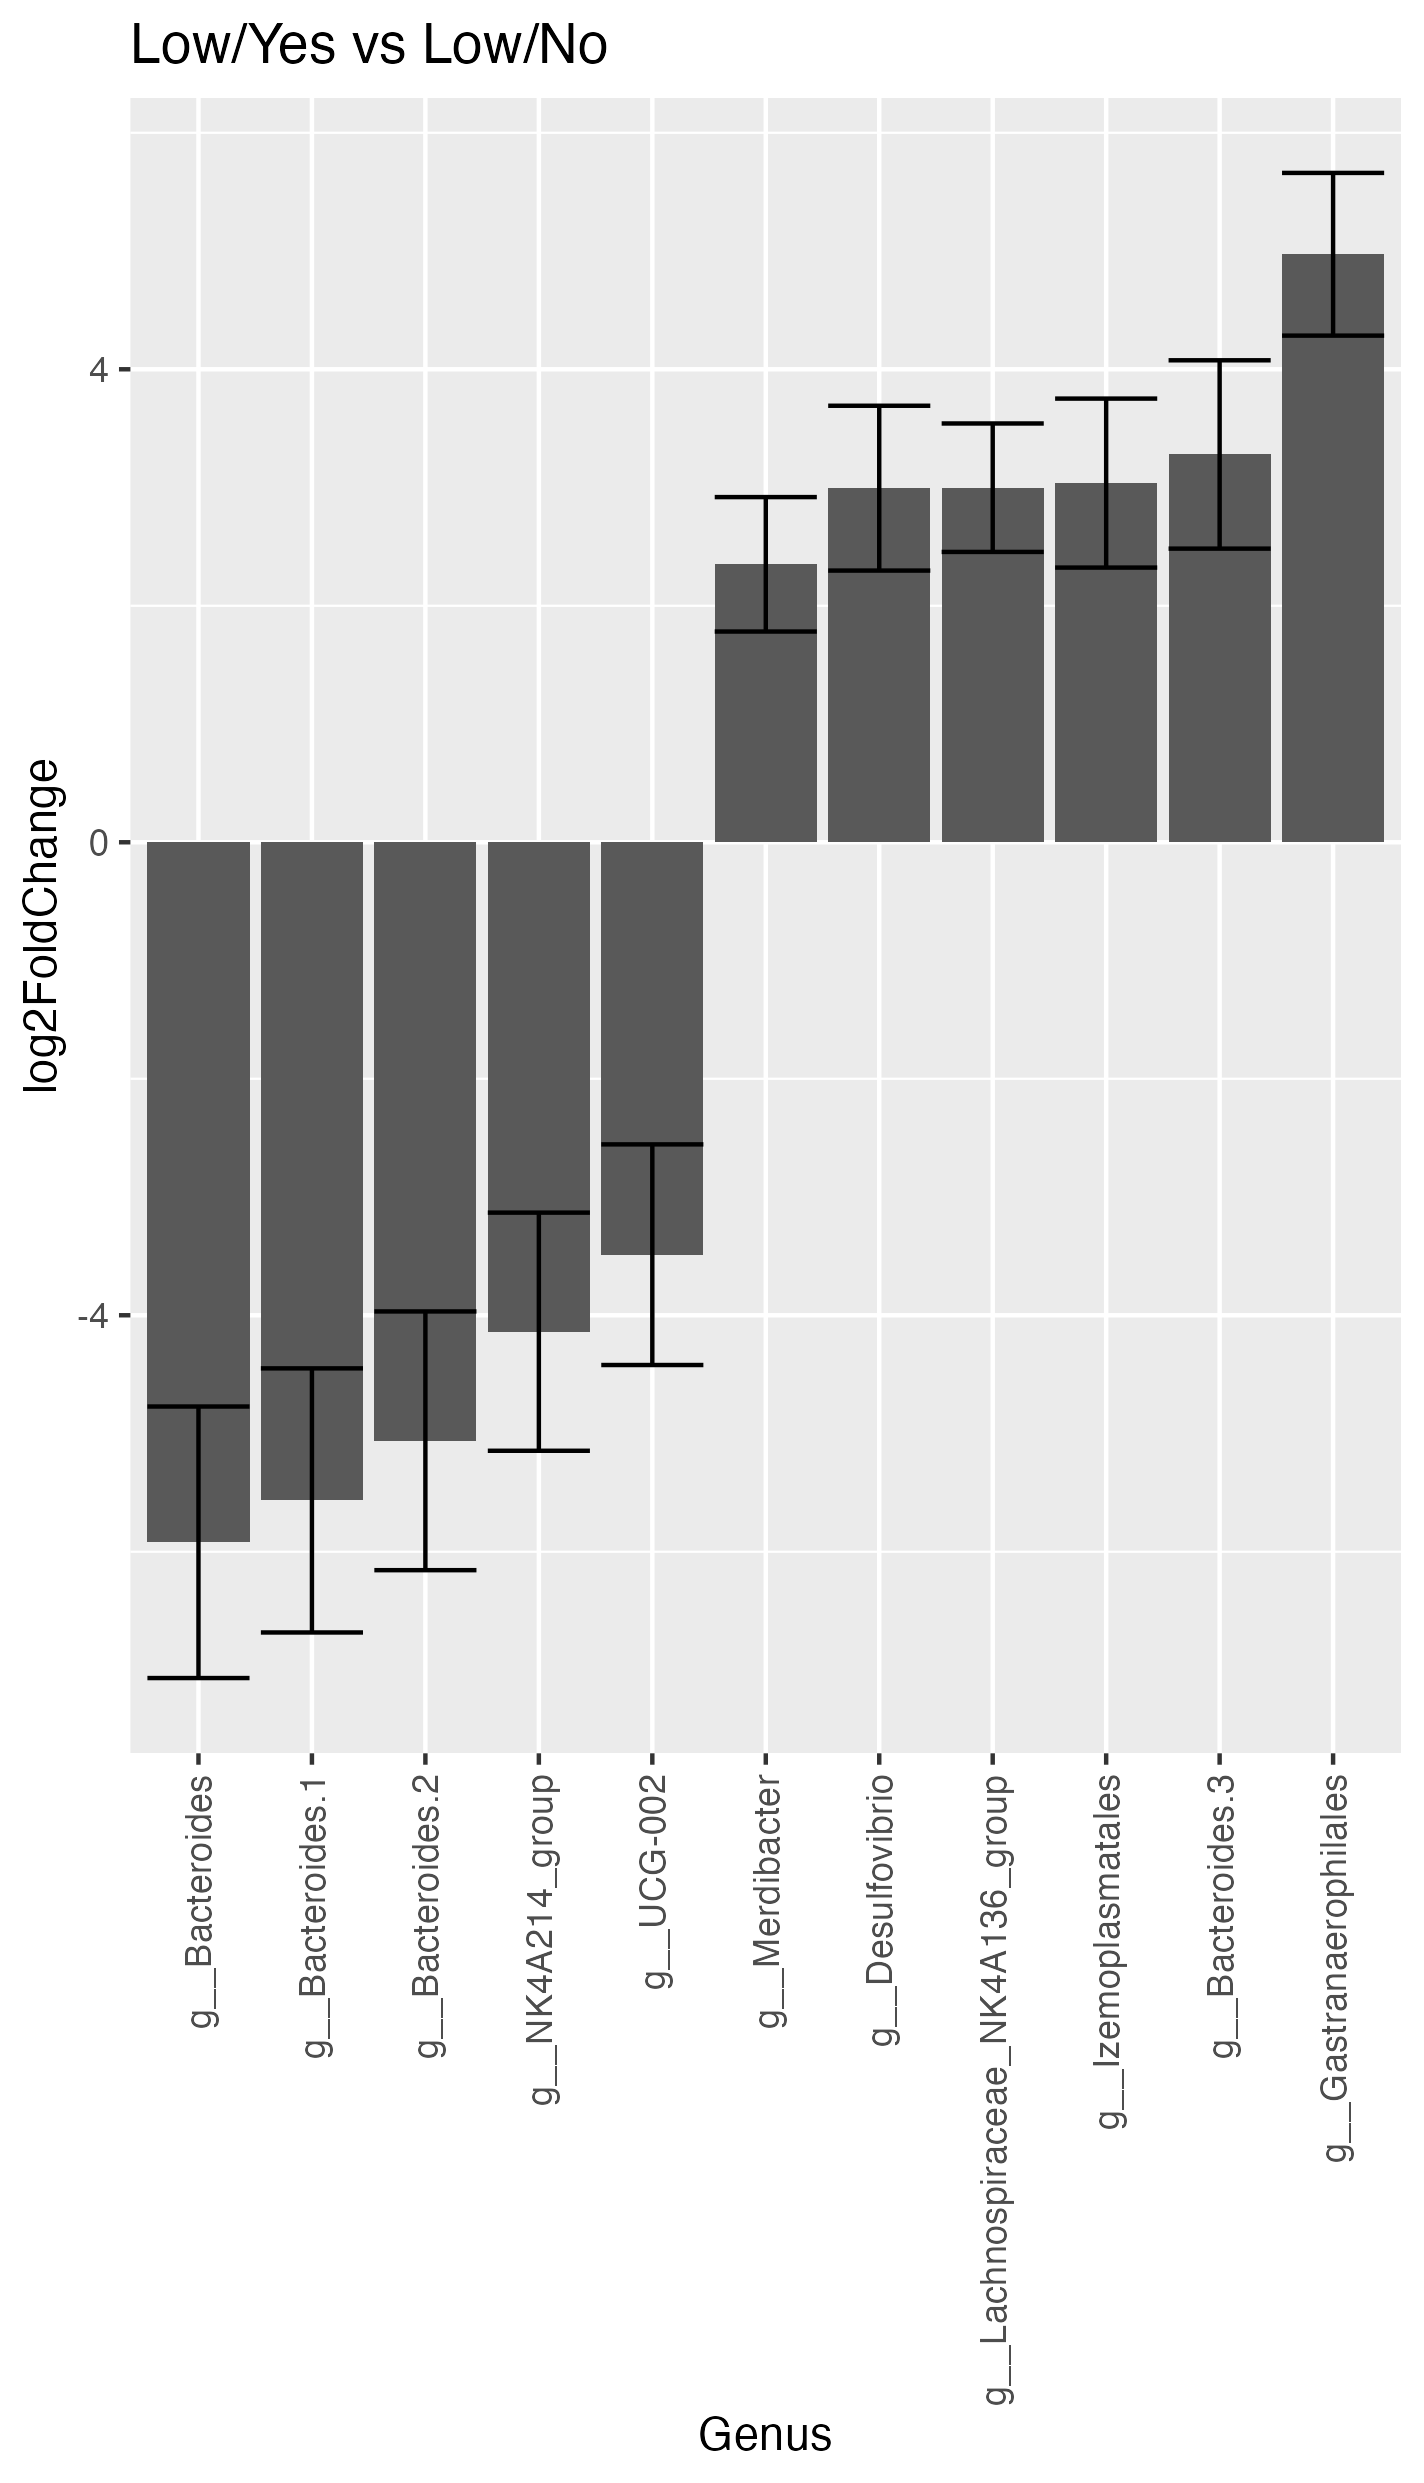 Low/Yes vs Low/No
log2FoldChange
4
0
-4
g__Bacteroides
g__Bacteroides.1
g__Bacteroides.2
g__NK4A214_group
g__UCG-002
g__Merdibacter
g__Desulfovibrio
g__Lachnospiraceae_NK4A136_group
g__Izemoplasmatales
g__Bacteroides.3
g__Gastranaerophilales
Genus